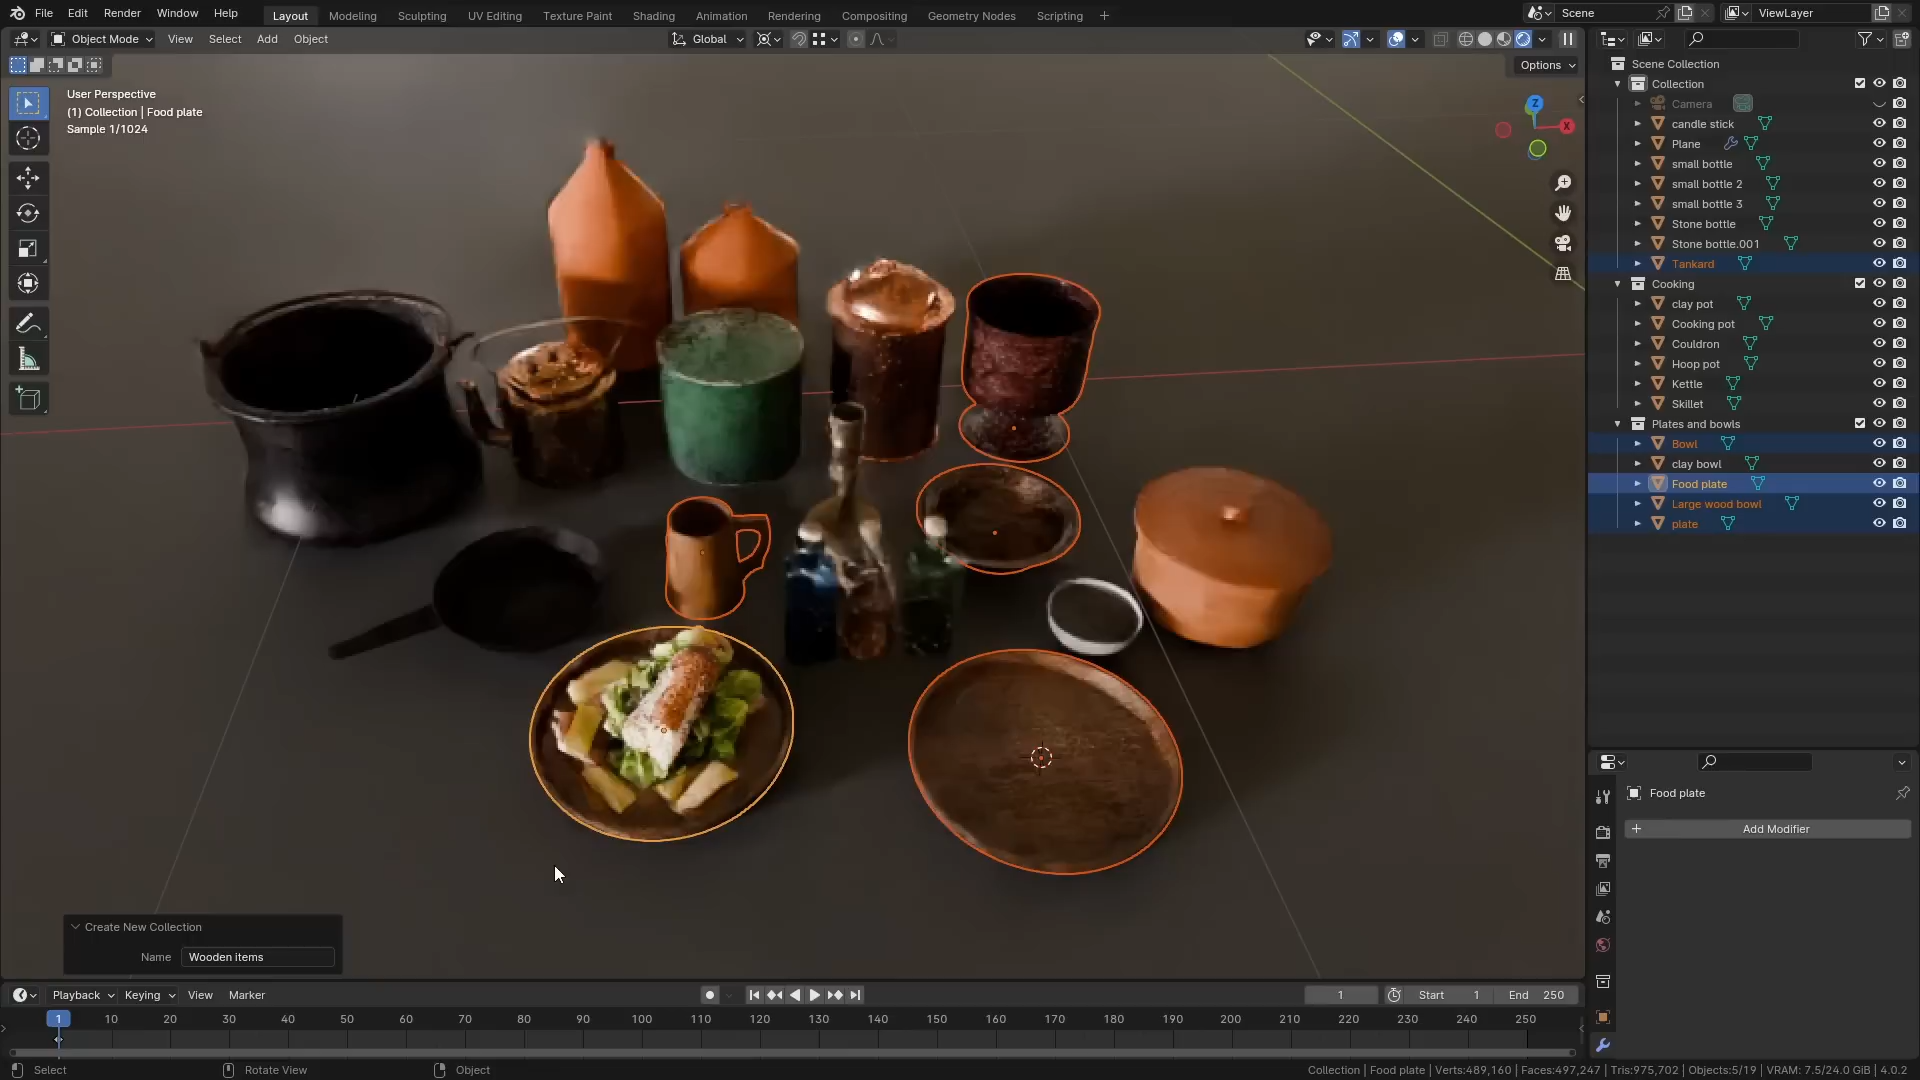 File Edit Render Window Help Layout Modeling Sculpting UV Editing Texture Paint Shading Animation Rendering Compositing Geometry Nodes Scripting + Scene ViewLayer
Object Mode View Select Add Object Global
Options
User Perspective
(1) Collection | Food plate
Sample 1/1024
Z
X
Scene Collection
Collection
Camera
candle stick
Plane
small bottle
small bottle 2
small bottle 3
Stone bottle
Stone bottle.001
Tankard
Cooking
clay pot
Cooking pot
Couldron
Hoop pot
Kettle
Skillet
Plates and bowls
Bowl
clay bowl
Food plate
Large wood bowl
plate
Food plate
+ Add Modifier
Create New Collection
Name Wooden items
Playback Keying View Marker 1 Start 1 End 250
1 10 20 30 40 50 60 70 80 90 100 110 120 130 140 150 160 170 180 190 200 210 220 230 240 250
Select Rotate View Object Collection | Food plate | Verts:489,160 | Faces:497,247 | Tris:975,702 | Objects:5/19 | VRAM: 7.5/24.0 GiB | 4.0.2